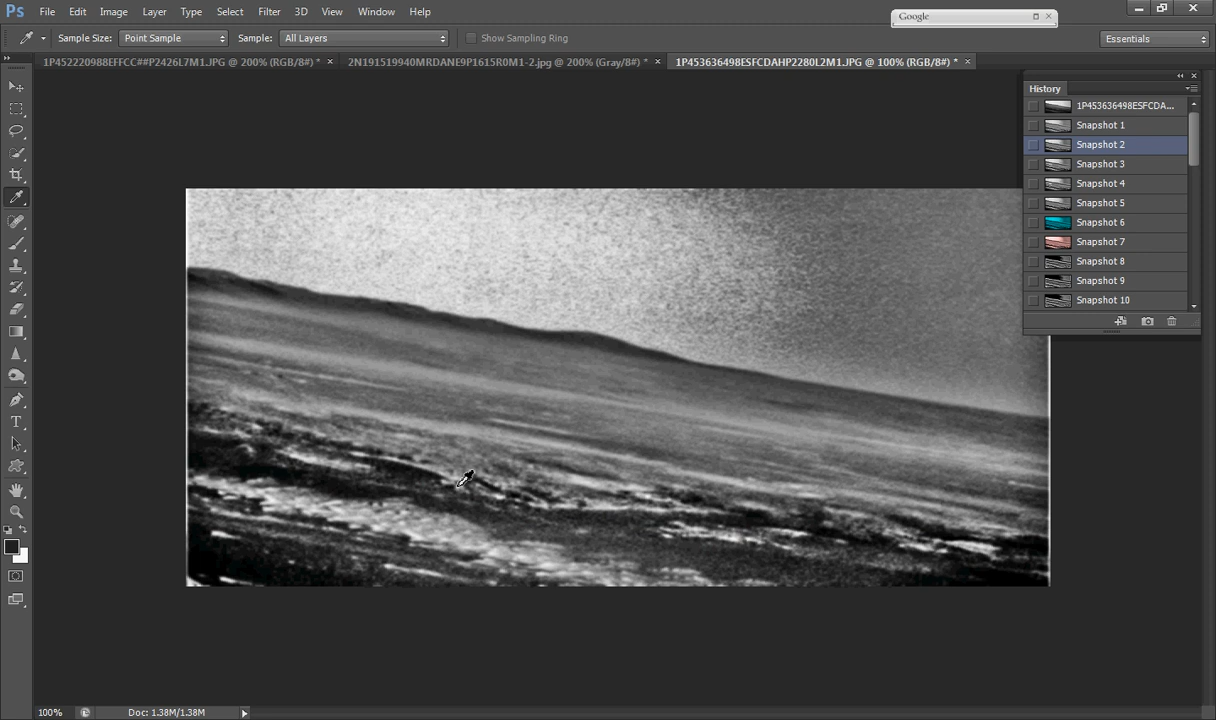 Ps File Edit Image Layer Type Select Filter 3D View Window Help
Google
Sample Size: Point Sample Sample: All Layers Show Sampling Ring Essentials
1P452220988EFFCC##P2426L7M1.JPG @ 200% (RGB/8#) * 2N191519940MRDANE9P1615R0M1-2.jpg @ 200% (Gray/8#) * 1P453636498ESFCDAHP2280L2M1.JPG @ 100% (RGB/8#) *
History
1P453636498ESFCDA...
Snapshot 1
Snapshot 2
Snapshot 3
Snapshot 4
Snapshot 5
Snapshot 6
Snapshot 7
Snapshot 8
Snapshot 9
Snapshot 10
T
100% Doc: 1.38M/1.38M